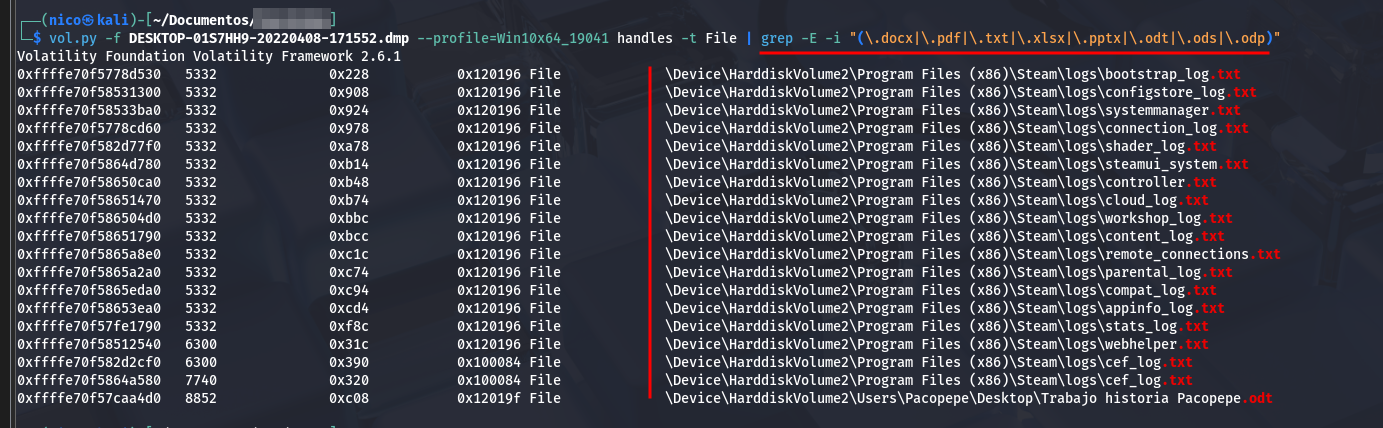 (nico㉿kali)-[~/Documentos/ ]
$ vol.py -f DESKTOP-01S7HH9-20220408-171552.dmp --profile=Win10x64_19041 handles -t File | grep -E -i "(\.docx|\.pdf|\.txt|\.xlsx|\.pptx|\.odt|\.ods|\.odp)"
Volatility Foundation Volatility Framework 2.6.1
0xffffe70f5778d530 5332 0x228 0x120196 File \Device\HarddiskVolume2\Program Files (x86)\Steam\logs\bootstrap_log.txt
0xffffe70f58531300 5332 0x908 0x120196 File \Device\HarddiskVolume2\Program Files (x86)\Steam\logs\configstore_log.txt
0xffffe70f58533ba0 5332 0x924 0x120196 File \Device\HarddiskVolume2\Program Files (x86)\Steam\logs\systemmanager.txt
0xffffe70f5778cd60 5332 0x978 0x120196 File \Device\HarddiskVolume2\Program Files (x86)\Steam\logs\connection_log.txt
0xffffe70f582d77f0 5332 0xa78 0x120196 File \Device\HarddiskVolume2\Program Files (x86)\Steam\logs\shader_log.txt
0xffffe70f5864d780 5332 0xb14 0x120196 File \Device\HarddiskVolume2\Program Files (x86)\Steam\logs\steamui_system.txt
0xffffe70f58650ca0 5332 0xb48 0x120196 File \Device\HarddiskVolume2\Program Files (x86)\Steam\logs\controller.txt
0xffffe70f58651470 5332 0xb74 0x120196 File \Device\HarddiskVolume2\Program Files (x86)\Steam\logs\cloud_log.txt
0xffffe70f586504d0 5332 0xbbc 0x120196 File \Device\HarddiskVolume2\Program Files (x86)\Steam\logs\workshop_log.txt
0xffffe70f58651790 5332 0xbcc 0x120196 File \Device\HarddiskVolume2\Program Files (x86)\Steam\logs\content_log.txt
0xffffe70f5865a8e0 5332 0xc1c 0x120196 File \Device\HarddiskVolume2\Program Files (x86)\Steam\logs\remote_connections.txt
0xffffe70f5865a2a0 5332 0xc74 0x120196 File \Device\HarddiskVolume2\Program Files (x86)\Steam\logs\parental_log.txt
0xffffe70f5865eda0 5332 0xc94 0x120196 File \Device\HarddiskVolume2\Program Files (x86)\Steam\logs\compat_log.txt
0xffffe70f58653ea0 5332 0xcd4 0x120196 File \Device\HarddiskVolume2\Program Files (x86)\Steam\logs\appinfo_log.txt
0xffffe70f57fe1790 5332 0xf8c 0x120196 File \Device\HarddiskVolume2\Program Files (x86)\Steam\logs\stats_log.txt
0xffffe70f58512540 6300 0x31c 0x120196 File \Device\HarddiskVolume2\Program Files (x86)\Steam\logs\webhelper.txt
0xffffe70f582d2cf0 6300 0x390 0x100084 File \Device\HarddiskVolume2\Program Files (x86)\Steam\logs\cef_log.txt
0xffffe70f5864a580 7740 0x320 0x100084 File \Device\HarddiskVolume2\Program Files (x86)\Steam\logs\cef_log.txt
0xffffe70f57caa4d0 8852 0xc08 0x12019f File \Device\HarddiskVolume2\Users\Pacopepe\Desktop\Trabajo historia Pacopepe.odt